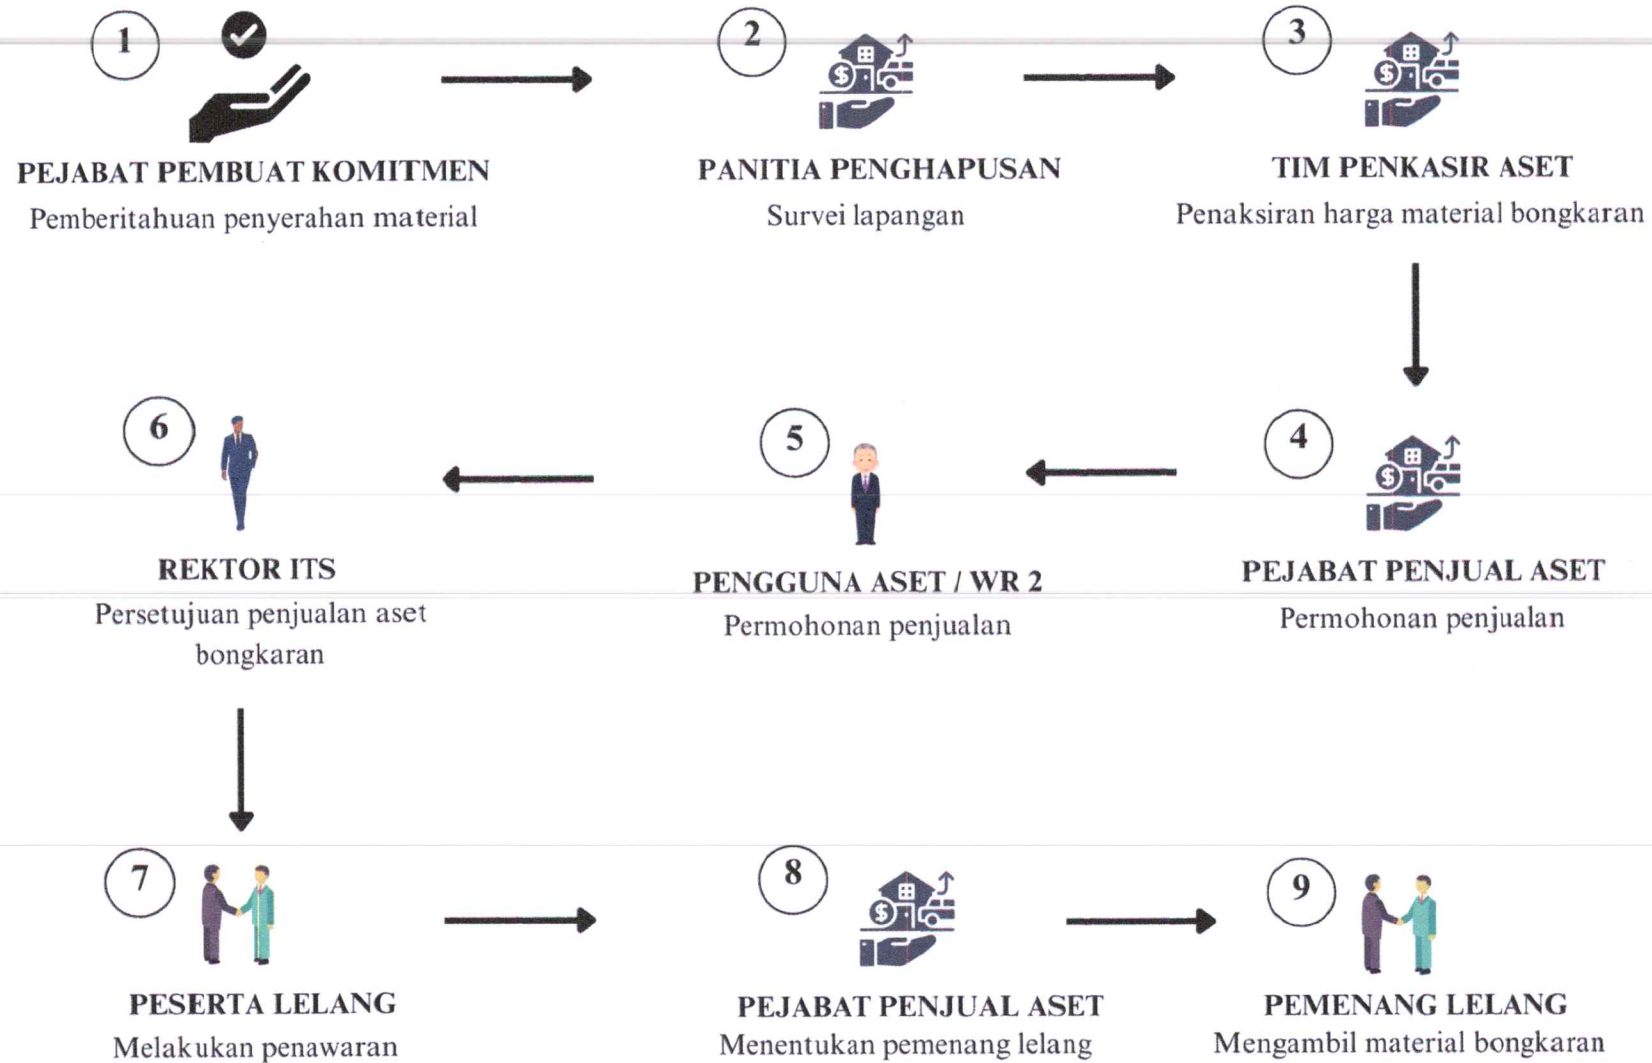 1
PEJABAT PEMBUAT KOMITMEN
Pemberitahuan penyerahan material
2
PANITIA PENGHAPUSAN
Survei lapangan
3
TIM PENKASIR ASET
Penaksiran harga material bongkaran
4
PEJABAT PENJUAL ASET
Permohonan penjualan
5
PENGGUNA ASET / WR 2
Permohonan penjualan
6
REKTOR ITS
Persetujuan penjualan aset
bongkaran
7
PESERTA LELANG
Melakukan penawaran
8
PEJABAT PENJUAL ASET
Menentukan pemenang lelang
9
PEMENANG LELANG
Mengambil material bongkaran